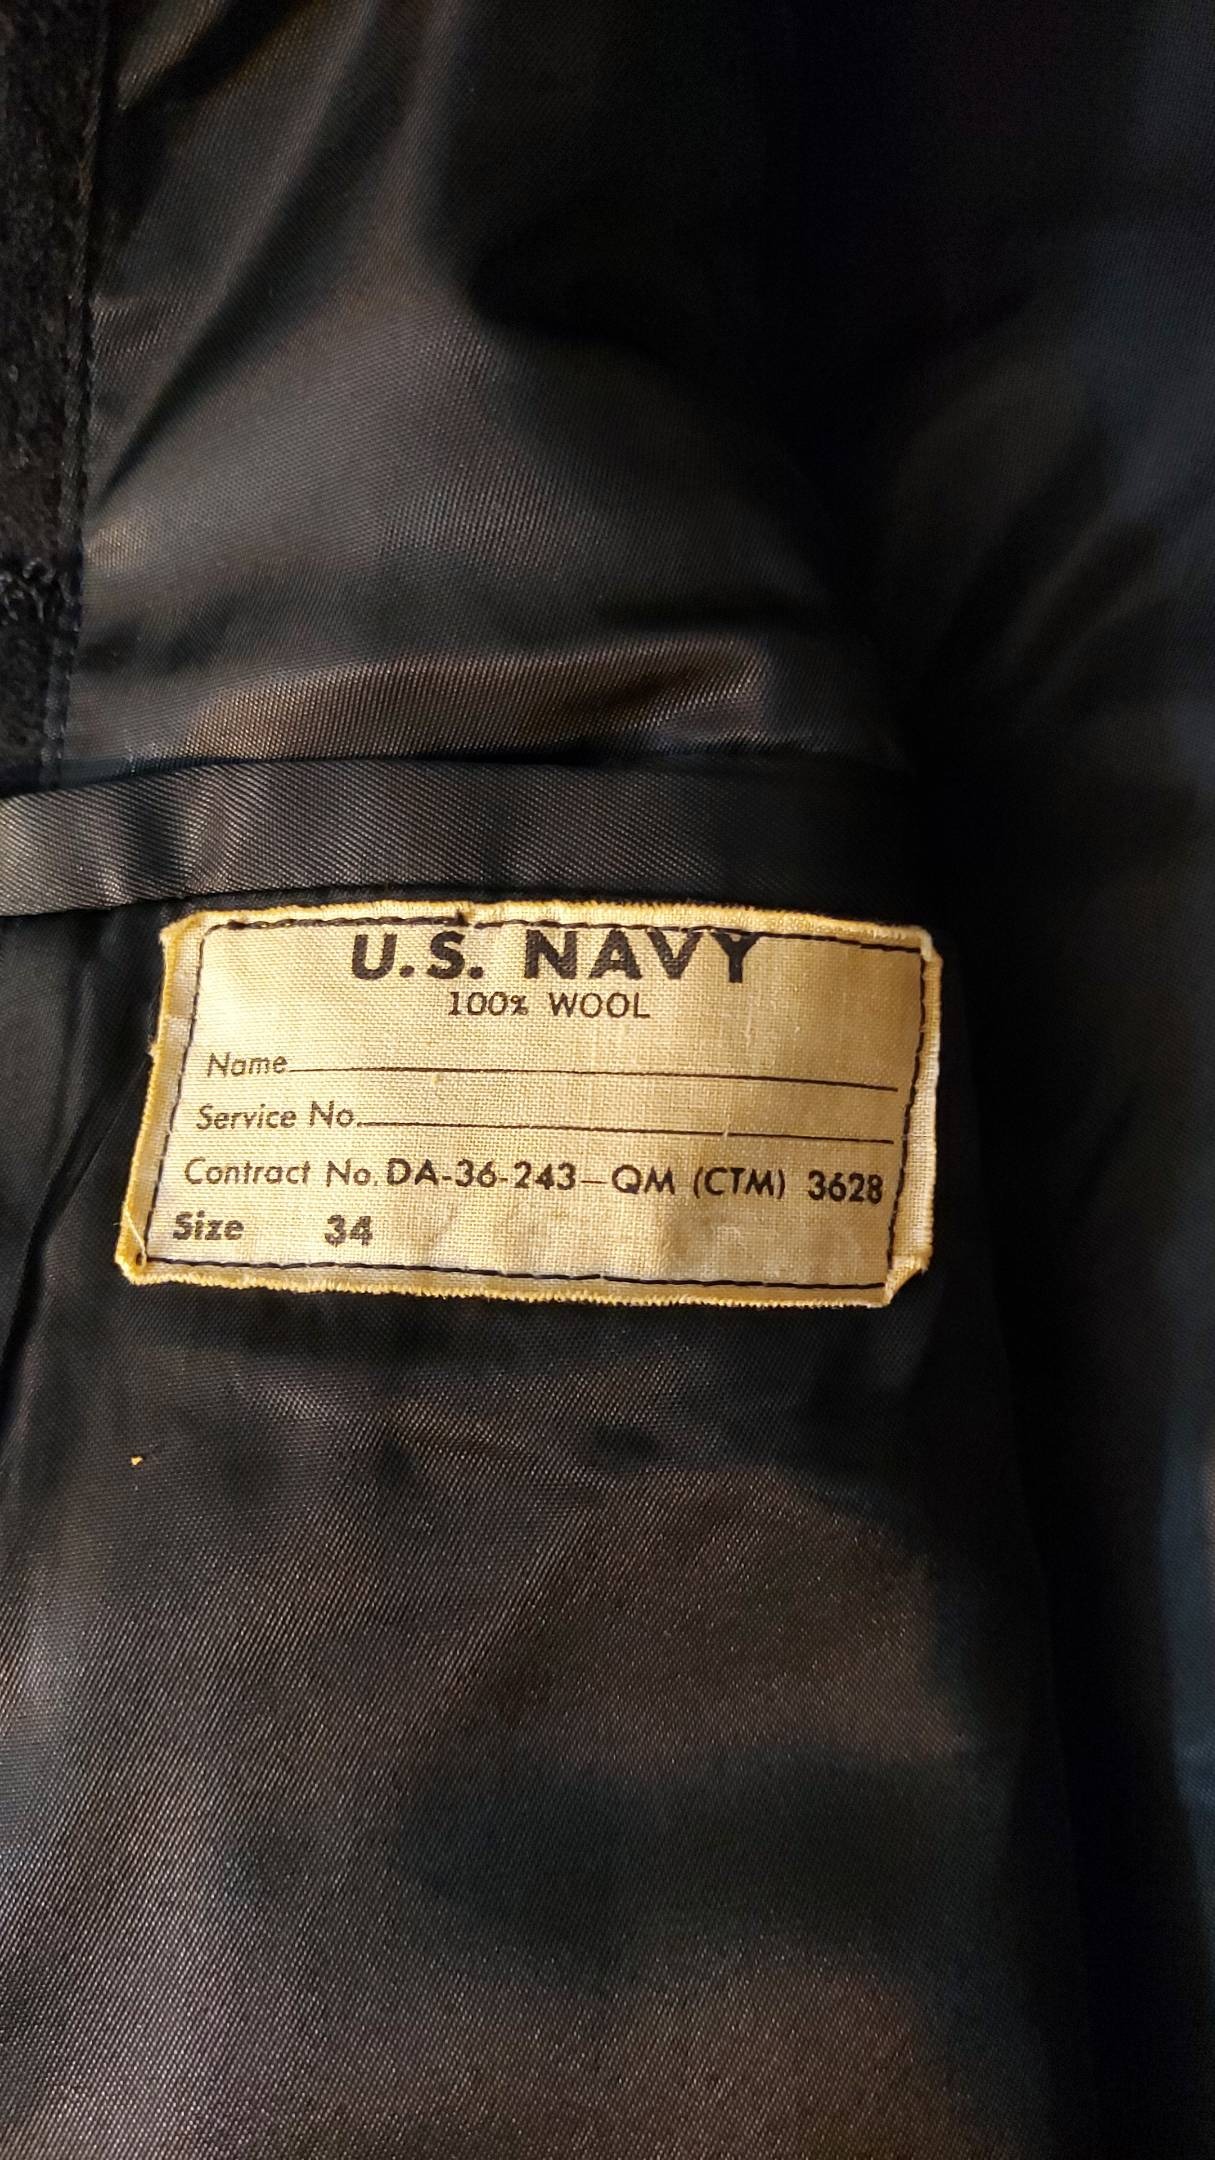 U.S. NAVY
100% WOOL
Name
Service No.
Contract No. DA-36-243-QM (CTM) 3628
Size 34